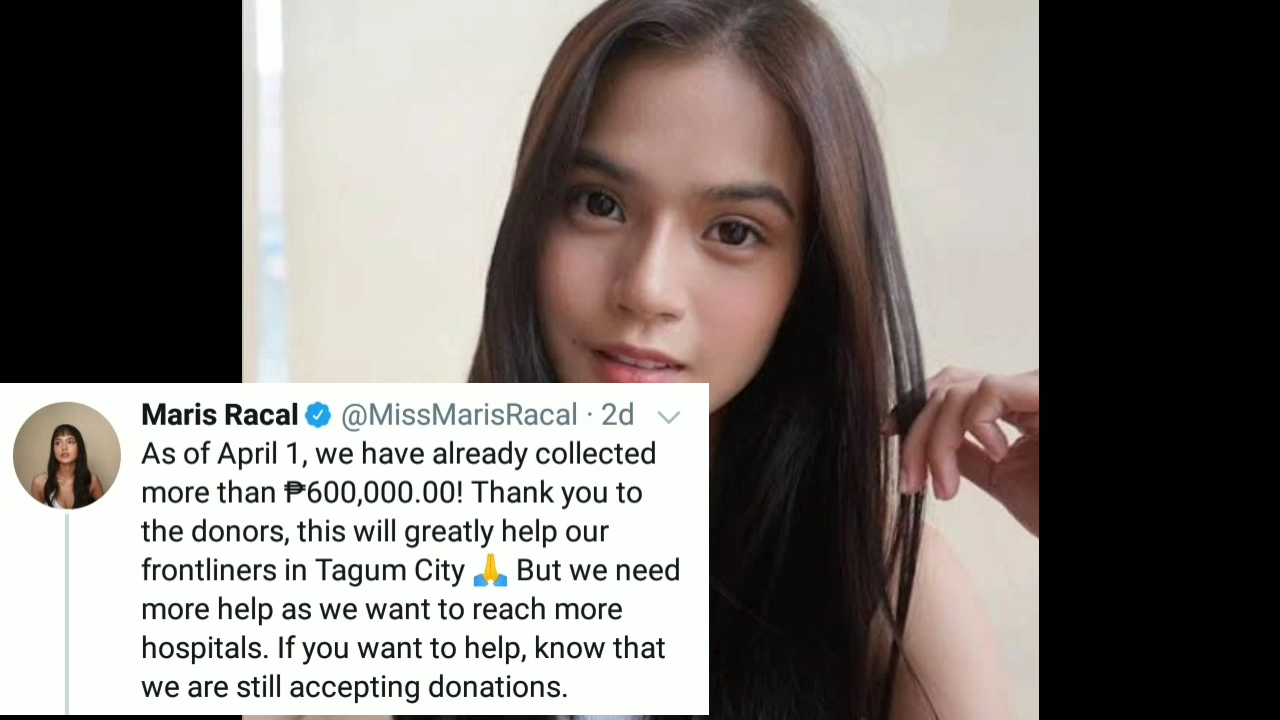 Maris Racal @MissMarisRacal · 2d
As of April 1, we have already collected
more than ₱600,000.00! Thank you to
the donors, this will greatly help our
frontliners in Tagum City 🙏 But we need
more help as we want to reach more
hospitals. If you want to help, know that
we are still accepting donations.